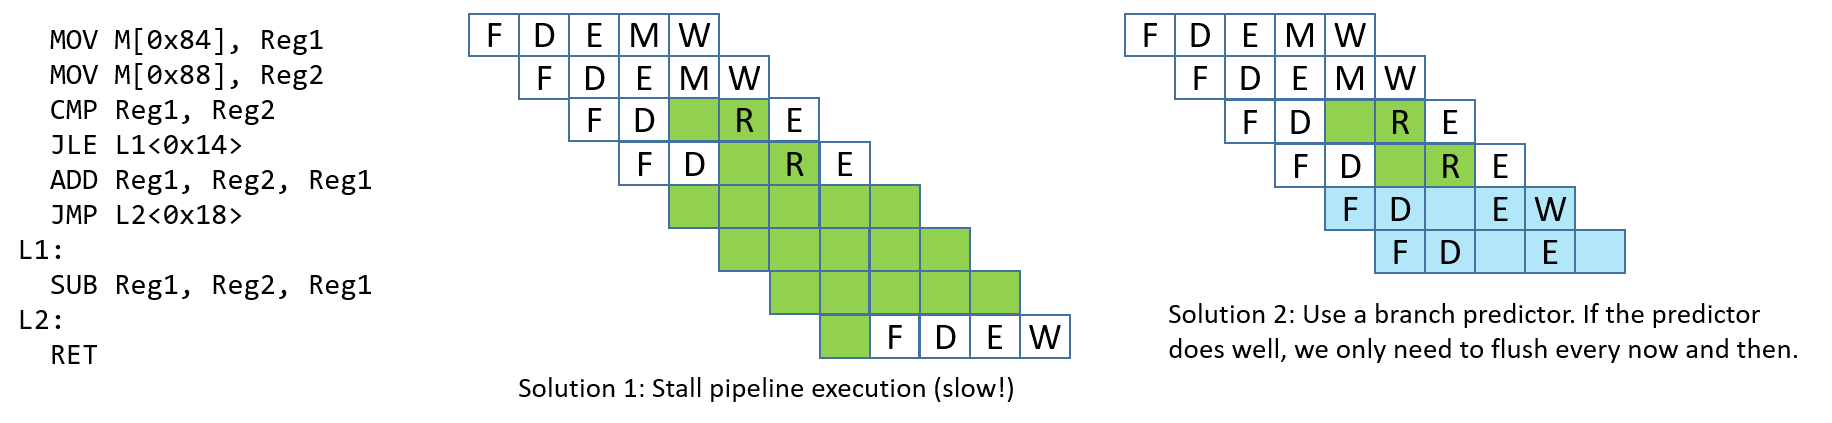 MOV M[0x84], Reg1
MOV M[0x88], Reg2
CMP Reg1, Reg2
JLE L1<0x14>
ADD Reg1, Reg2, Reg1
JMP L2<0x18>
L1:
SUB Reg1, Reg2, Reg1
L2:
RET
F D E M W
F D E M W
F D R E
F D R E
F D E W
Solution 1: Stall pipeline execution (slow!)
F D E M W
F D E M W
F D R E
F D R E
F D E W
F D E
Solution 2: Use a branch predictor. If the predictor
does well, we only need to flush every now and then.